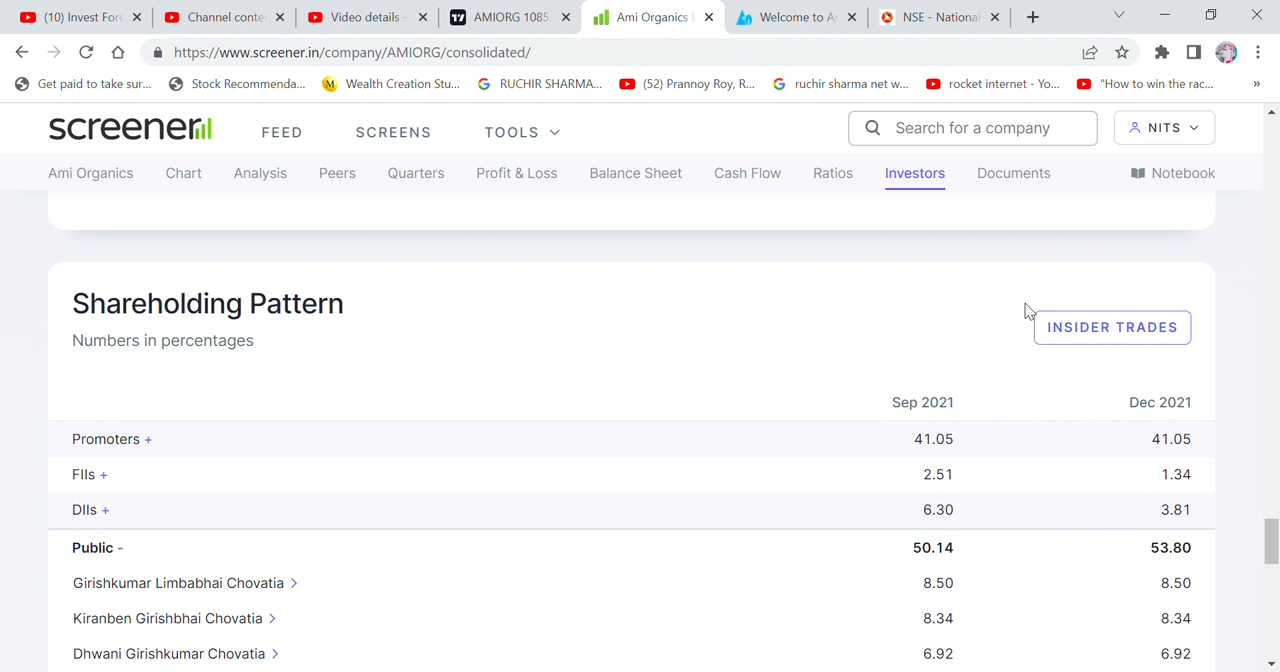 (10) Invest For
Channel conte
Video details -
AMIORG 1085.
Ami Organics
Welcome to A
NSE - National
https://www.screener.in/company/AMIORG/consolidated/
Get paid to take sur...
Stock Recommenda...
Wealth Creation Stu...
RUCHIR SHARMA...
(52) Prannoy Roy, R...
ruchir sharma net w...
rocket internet - Yo...
"How to win the rac...
»
screener
FEED
SCREENS
TOOLS
Search for a company
NITS
Ami Organics
Chart
Analysis
Peers
Quarters
Profit & Loss
Balance Sheet
Cash Flow
Ratios
Investors
Documents
Notebook
Shareholding Pattern
Numbers in percentages
INSIDER TRADES
Sep 2021 Dec 2021
Promoters + 41.05 41.05
FIIs + 2.51 1.34
DIIs + 6.30 3.81
Public - 50.14 53.80
Girishkumar Limbabhai Chovatia 8.50 8.50
Kiranben Girishbhai Chovatia 8.34 8.34
Dhwani Girishkumar Chovatia 6.92 6.92